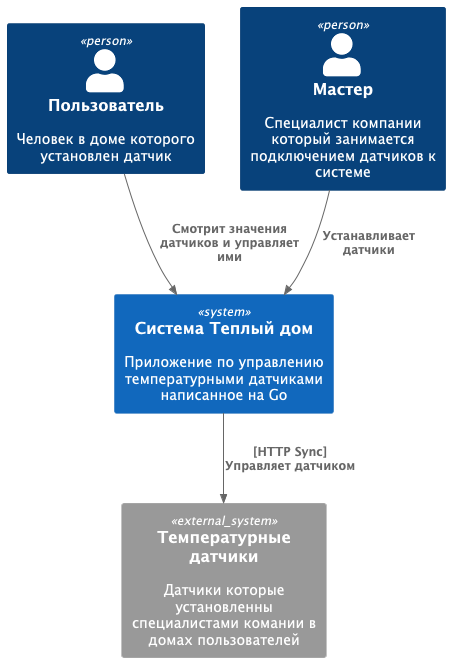 «person»
Пользователь
Человек в доме которого
установлен датчик
«person»
Мастер
Специалист компании
который занимается
подключением датчиков к
системе
Смотрит значения
датчиков и управляет
ими
Устанавливает
датчики
«system»
Система Теплый дом
Приложение по управлению
температурными датчиками
написанное на Go
[HTTP Sync]
Управляет датчиком
«external_system»
Температурные
датчики
Датчики которые
установленны
специалистами комании в
домах пользователей